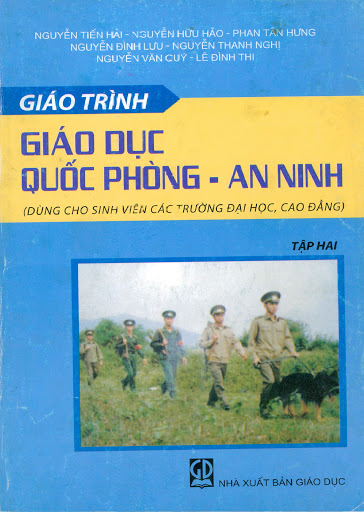 NGUYỄN TIẾN HẢI - NGUYỄN HỮU HẢO - PHAN TÂN HƯNG
NGUYỄN ĐÌNH LƯU - NGUYỄN THANH NGHỊ
NGUYỄN VĂN QUÝ - LÊ ĐÌNH THI
GIÁO TRÌNH
GIÁO DỤC
QUỐC PHÒNG - AN NINH
(DÙNG CHO SINH VIÊN CÁC TRƯỜNG ĐẠI HỌC, CAO ĐẲNG)
TẬP HAI
GD
NHÀ XUẤT BẢN GIÁO DỤC